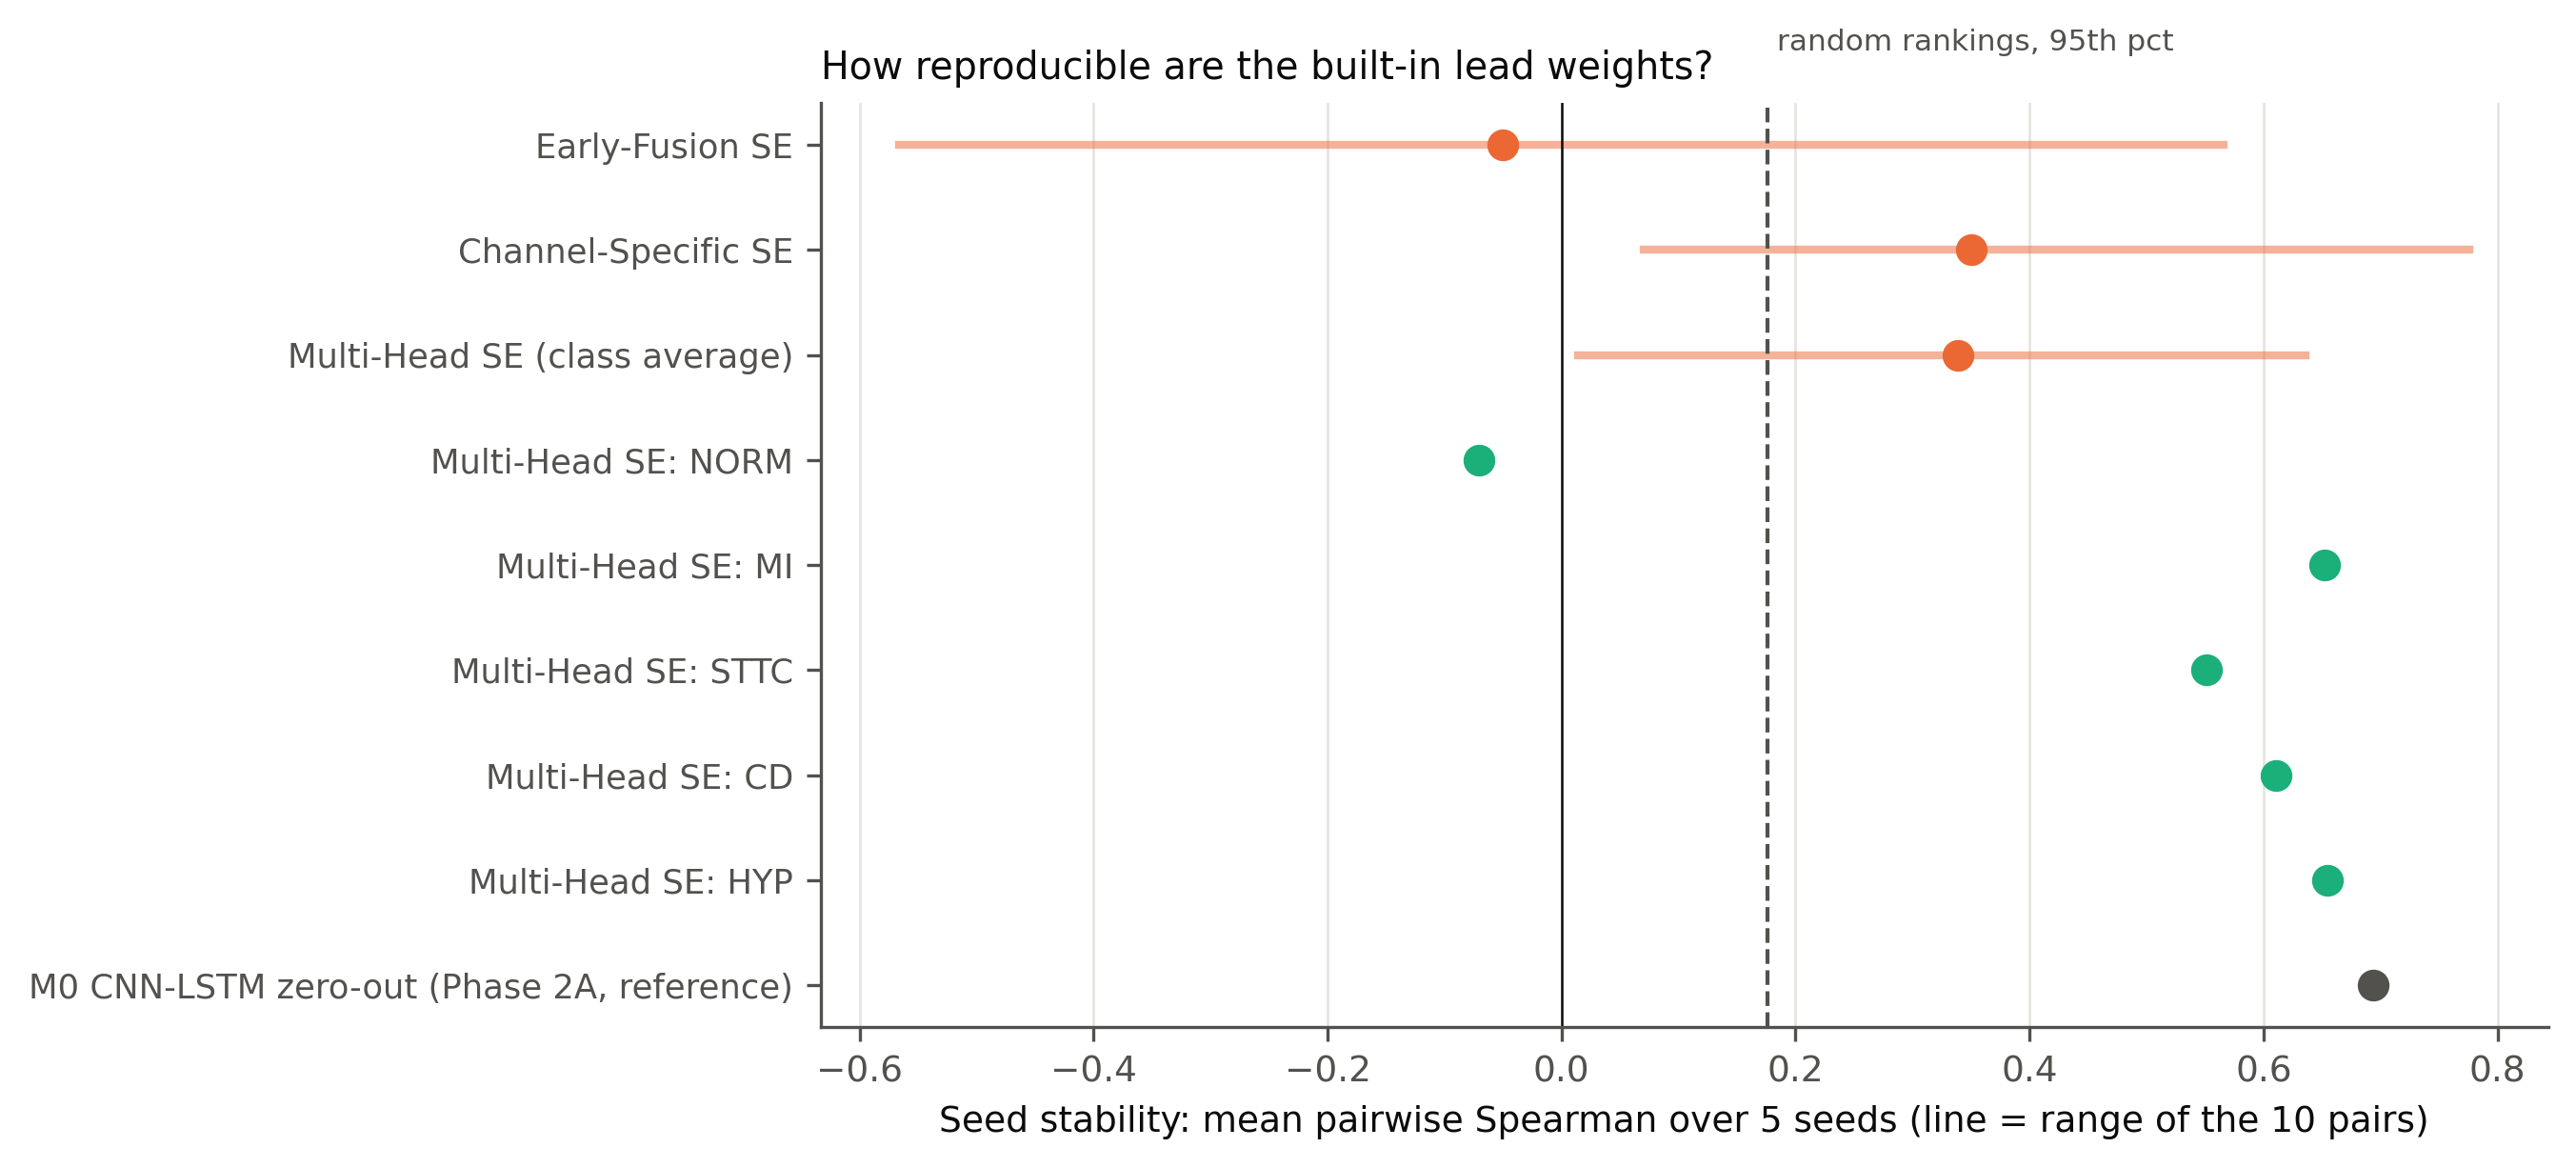 random rankings, 95th pct
How reproducible are the built-in lead weights?
Early-Fusion SE
Channel-Specific SE
Multi-Head SE (class average)
Multi-Head SE: NORM
Multi-Head SE: MI
Multi-Head SE: STTC
Multi-Head SE: CD
Multi-Head SE: HYP
M0 CNN-LSTM zero-out (Phase 2A, reference)
−0.6 −0.4 −0.2 0.0 0.2 0.4 0.6 0.8
Seed stability: mean pairwise Spearman over 5 seeds (line = range of the 10 pairs)